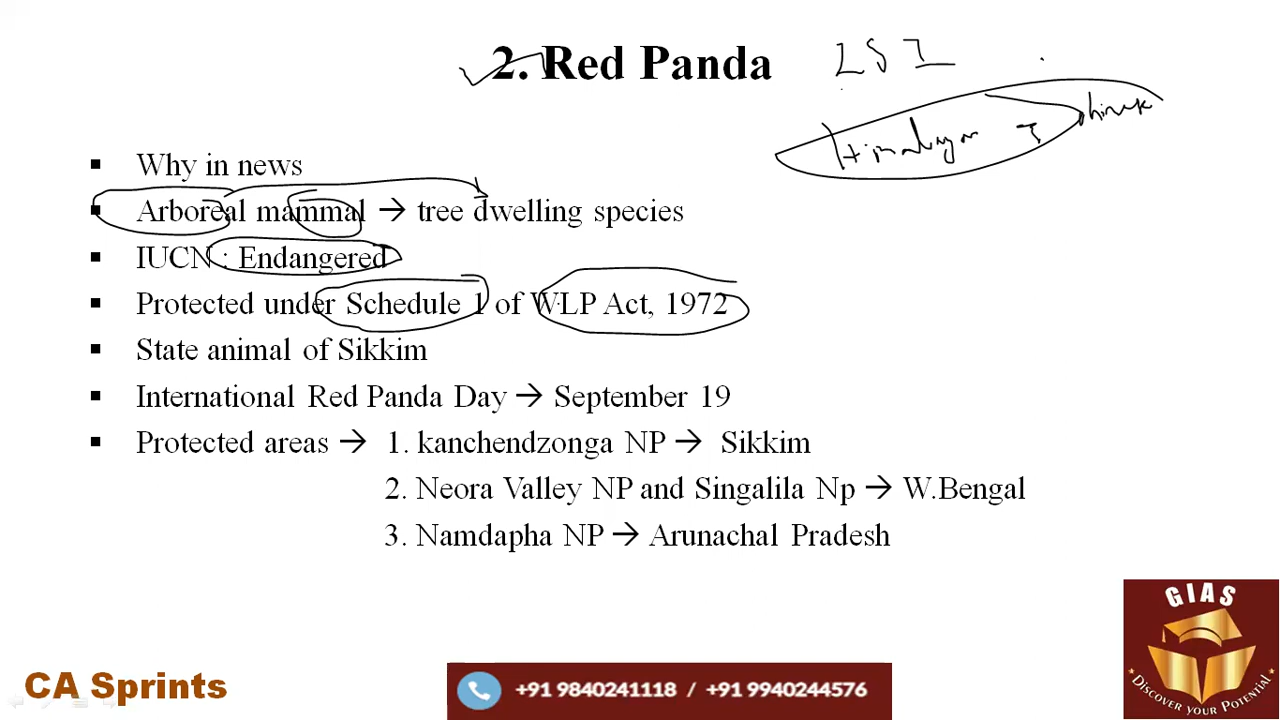 2. Red Panda
▪ Why in news
▪ Arboreal mammal → tree dwelling species
▪ IUCN : Endangered
▪ Protected under Schedule 1 of WLP Act, 1972
▪ State animal of Sikkim
▪ International Red Panda Day → September 19
▪ Protected areas → 1. kanchendzonga NP → Sikkim
2. Neora Valley NP and Singalila Np → W.Bengal
3. Namdapha NP → Arunachal Pradesh
GIAS
DISCOVER YOUR POTENTIAL
CA Sprints
+91 9840241118 / +91 9940244576